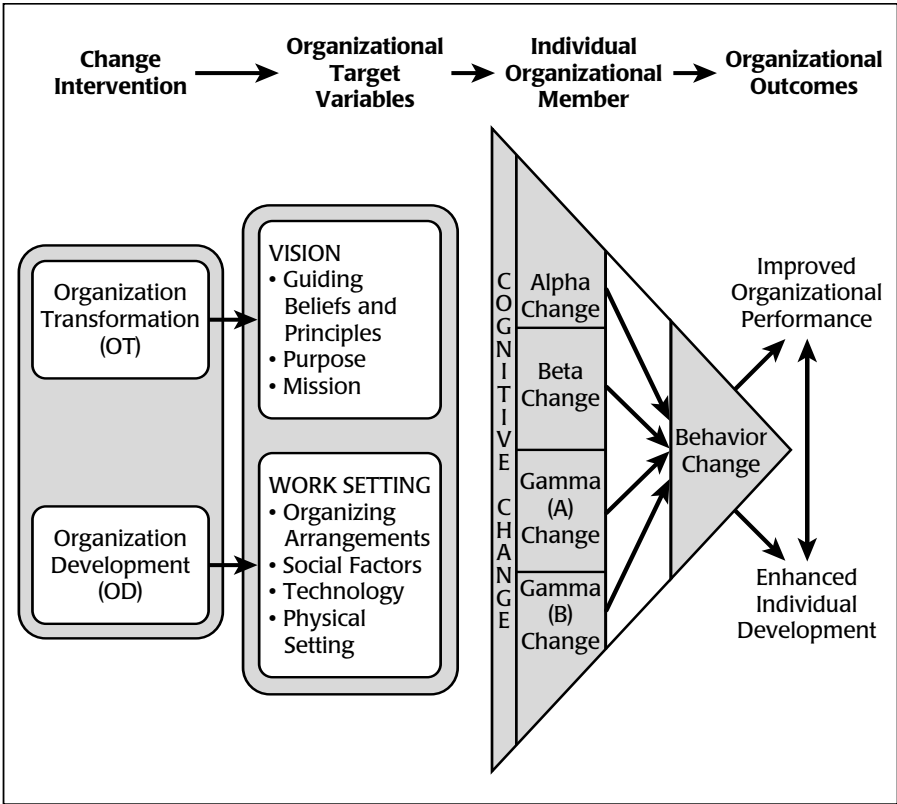 Change
Intervention
Organizational
Target
Variables
Individual
Organizational
Member
Organizational
Outcomes
Organization
Transformation
(OT)
Organization
Development
(OD)
VISION
• Guiding
Beliefs and
Principles
• Purpose
• Mission
WORK SETTING
• Organizing
Arrangements
• Social Factors
• Technology
• Physical
Setting
COGNITIVE CHANGE
Alpha
Change
Beta
Change
Gamma
(A)
Change
Gamma
(B)
Change
Behavior
Change
Improved
Organizational
Performance
Enhanced
Individual
Development